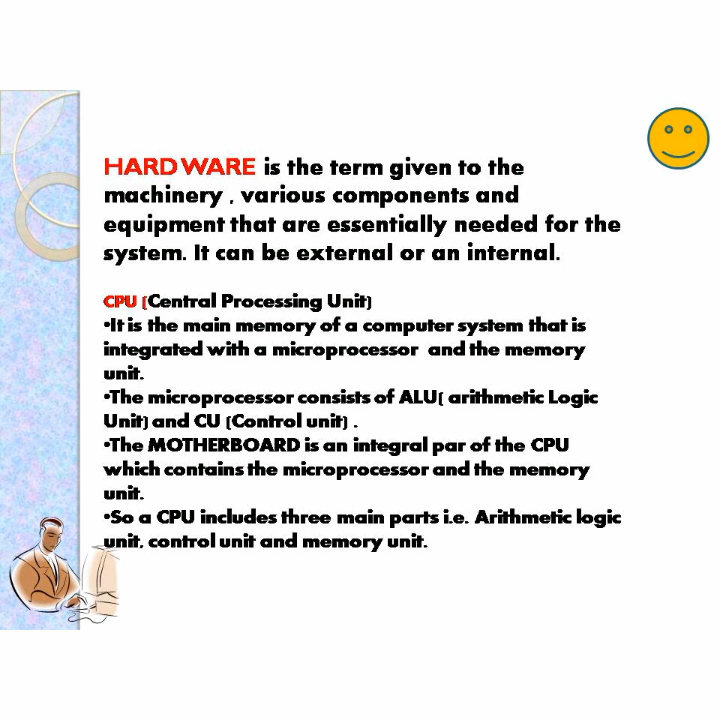 HARD WARE is the term given to the
machinery , various components and
equipment that are essentially needed for the
system. It can be external or an internal.
CPU (Central Processing Unit)
•It is the main memory of a computer system that is
integrated with a microprocessor and the memory
unit.
•The microprocessor consists of ALU( arithmetic Logic
Unit) and CU (Control unit) .
•The MOTHERBOARD is an integral par of the CPU
which contains the microprocessor and the memory
unit.
•So a CPU includes three main parts i.e. Arithmetic logic
unit, control unit and memory unit.